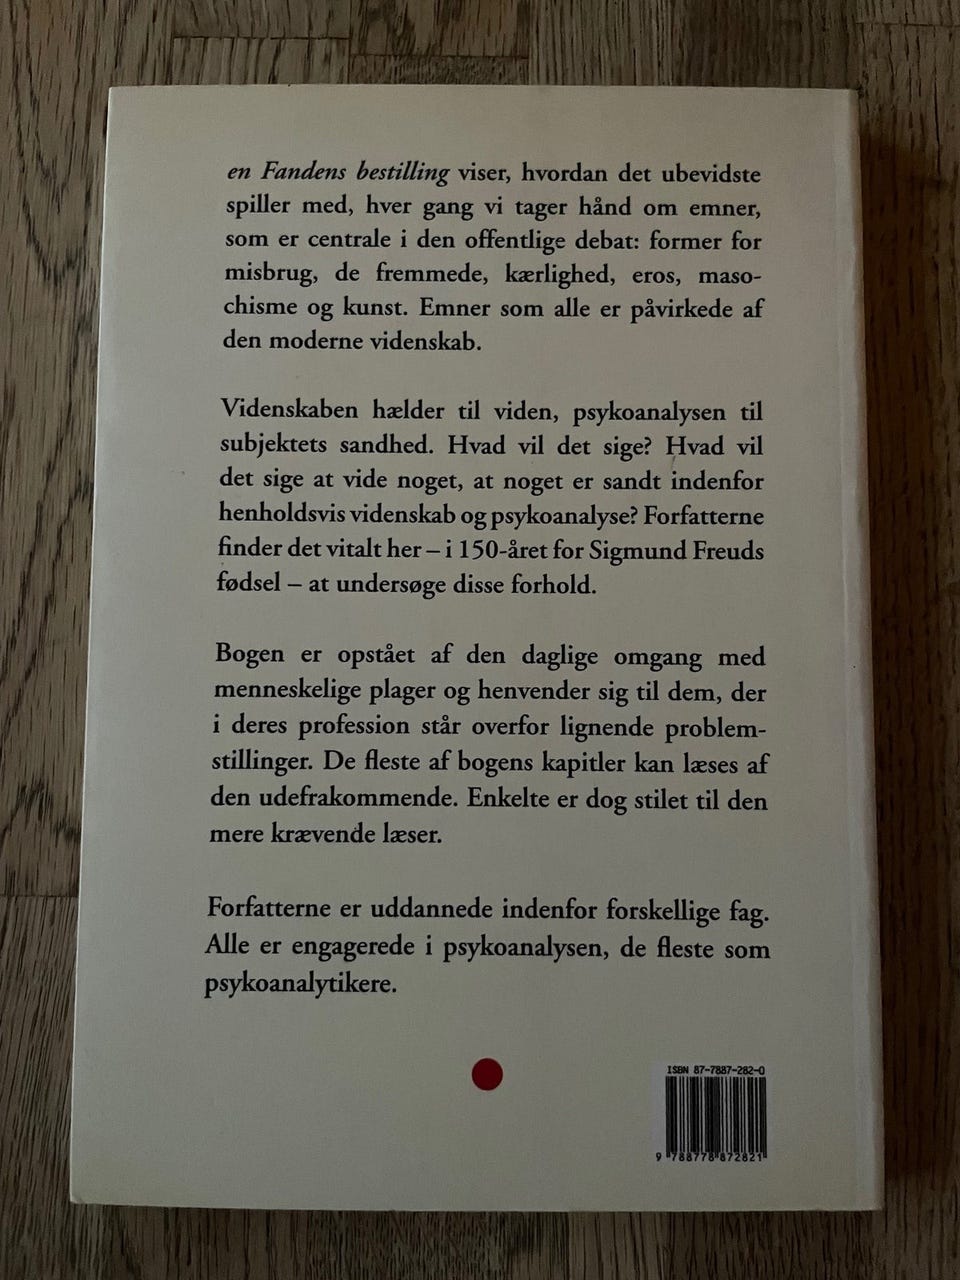 en Fandens bestilling viser, hvordan det ubevidste
spiller med, hver gang vi tager hånd om emner,
som er centrale i den offentlige debat: former for
misbrug, de fremmede, kærlighed, eros, maso-
chisme og kunst. Emner som alle er påvirkede af
den moderne videnskab.
Videnskaben hælder til viden, psykoanalysen til
subjektets sandhed. Hvad vil det sige? Hvad vil
det sige at vide noget, at noget er sandt indenfor
henholdsvis videnskab og psykoanalyse? Forfatterne
finder det vitalt her – i 150-året for Sigmund Freuds
fødsel – at undersøge disse forhold.
Bogen er opstået af den daglige omgang med
menneskelige plager og henvender sig til dem, der
i deres profession står overfor lignende problem-
stillinger. De fleste af bogens kapitler kan læses af
den udefrakommende. Enkelte er dog stilet til den
mere krævende læser.
Forfatterne er uddannede indenfor forskellige fag.
Alle er engagerede i psykoanalysen, de fleste som
psykoanalytikere.
ISBN 87-7887-282-0
9 788778 872821